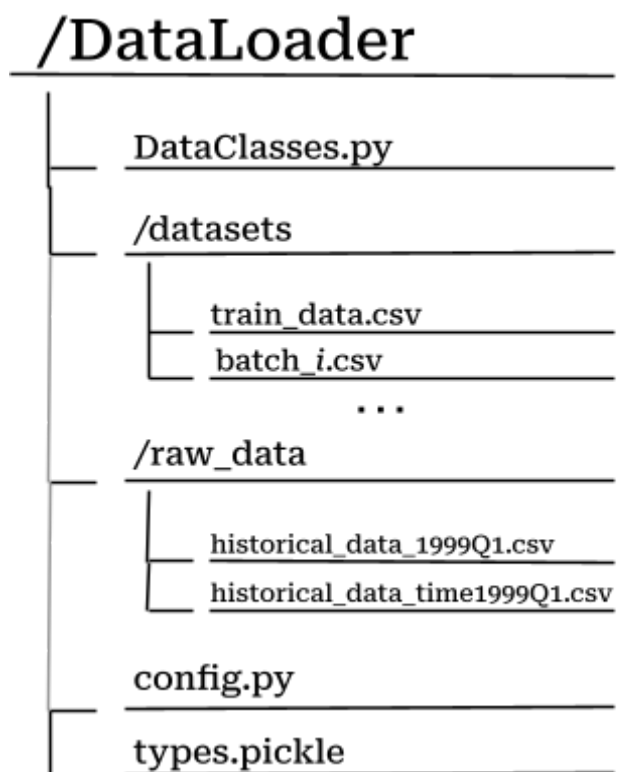 /DataLoader
DataClasses.py
/datasets
train_data.csv
batch_i.csv
...
/raw_data
historical_data_1999Q1.csv
historical_data_time1999Q1.csv
config.py
types.pickle